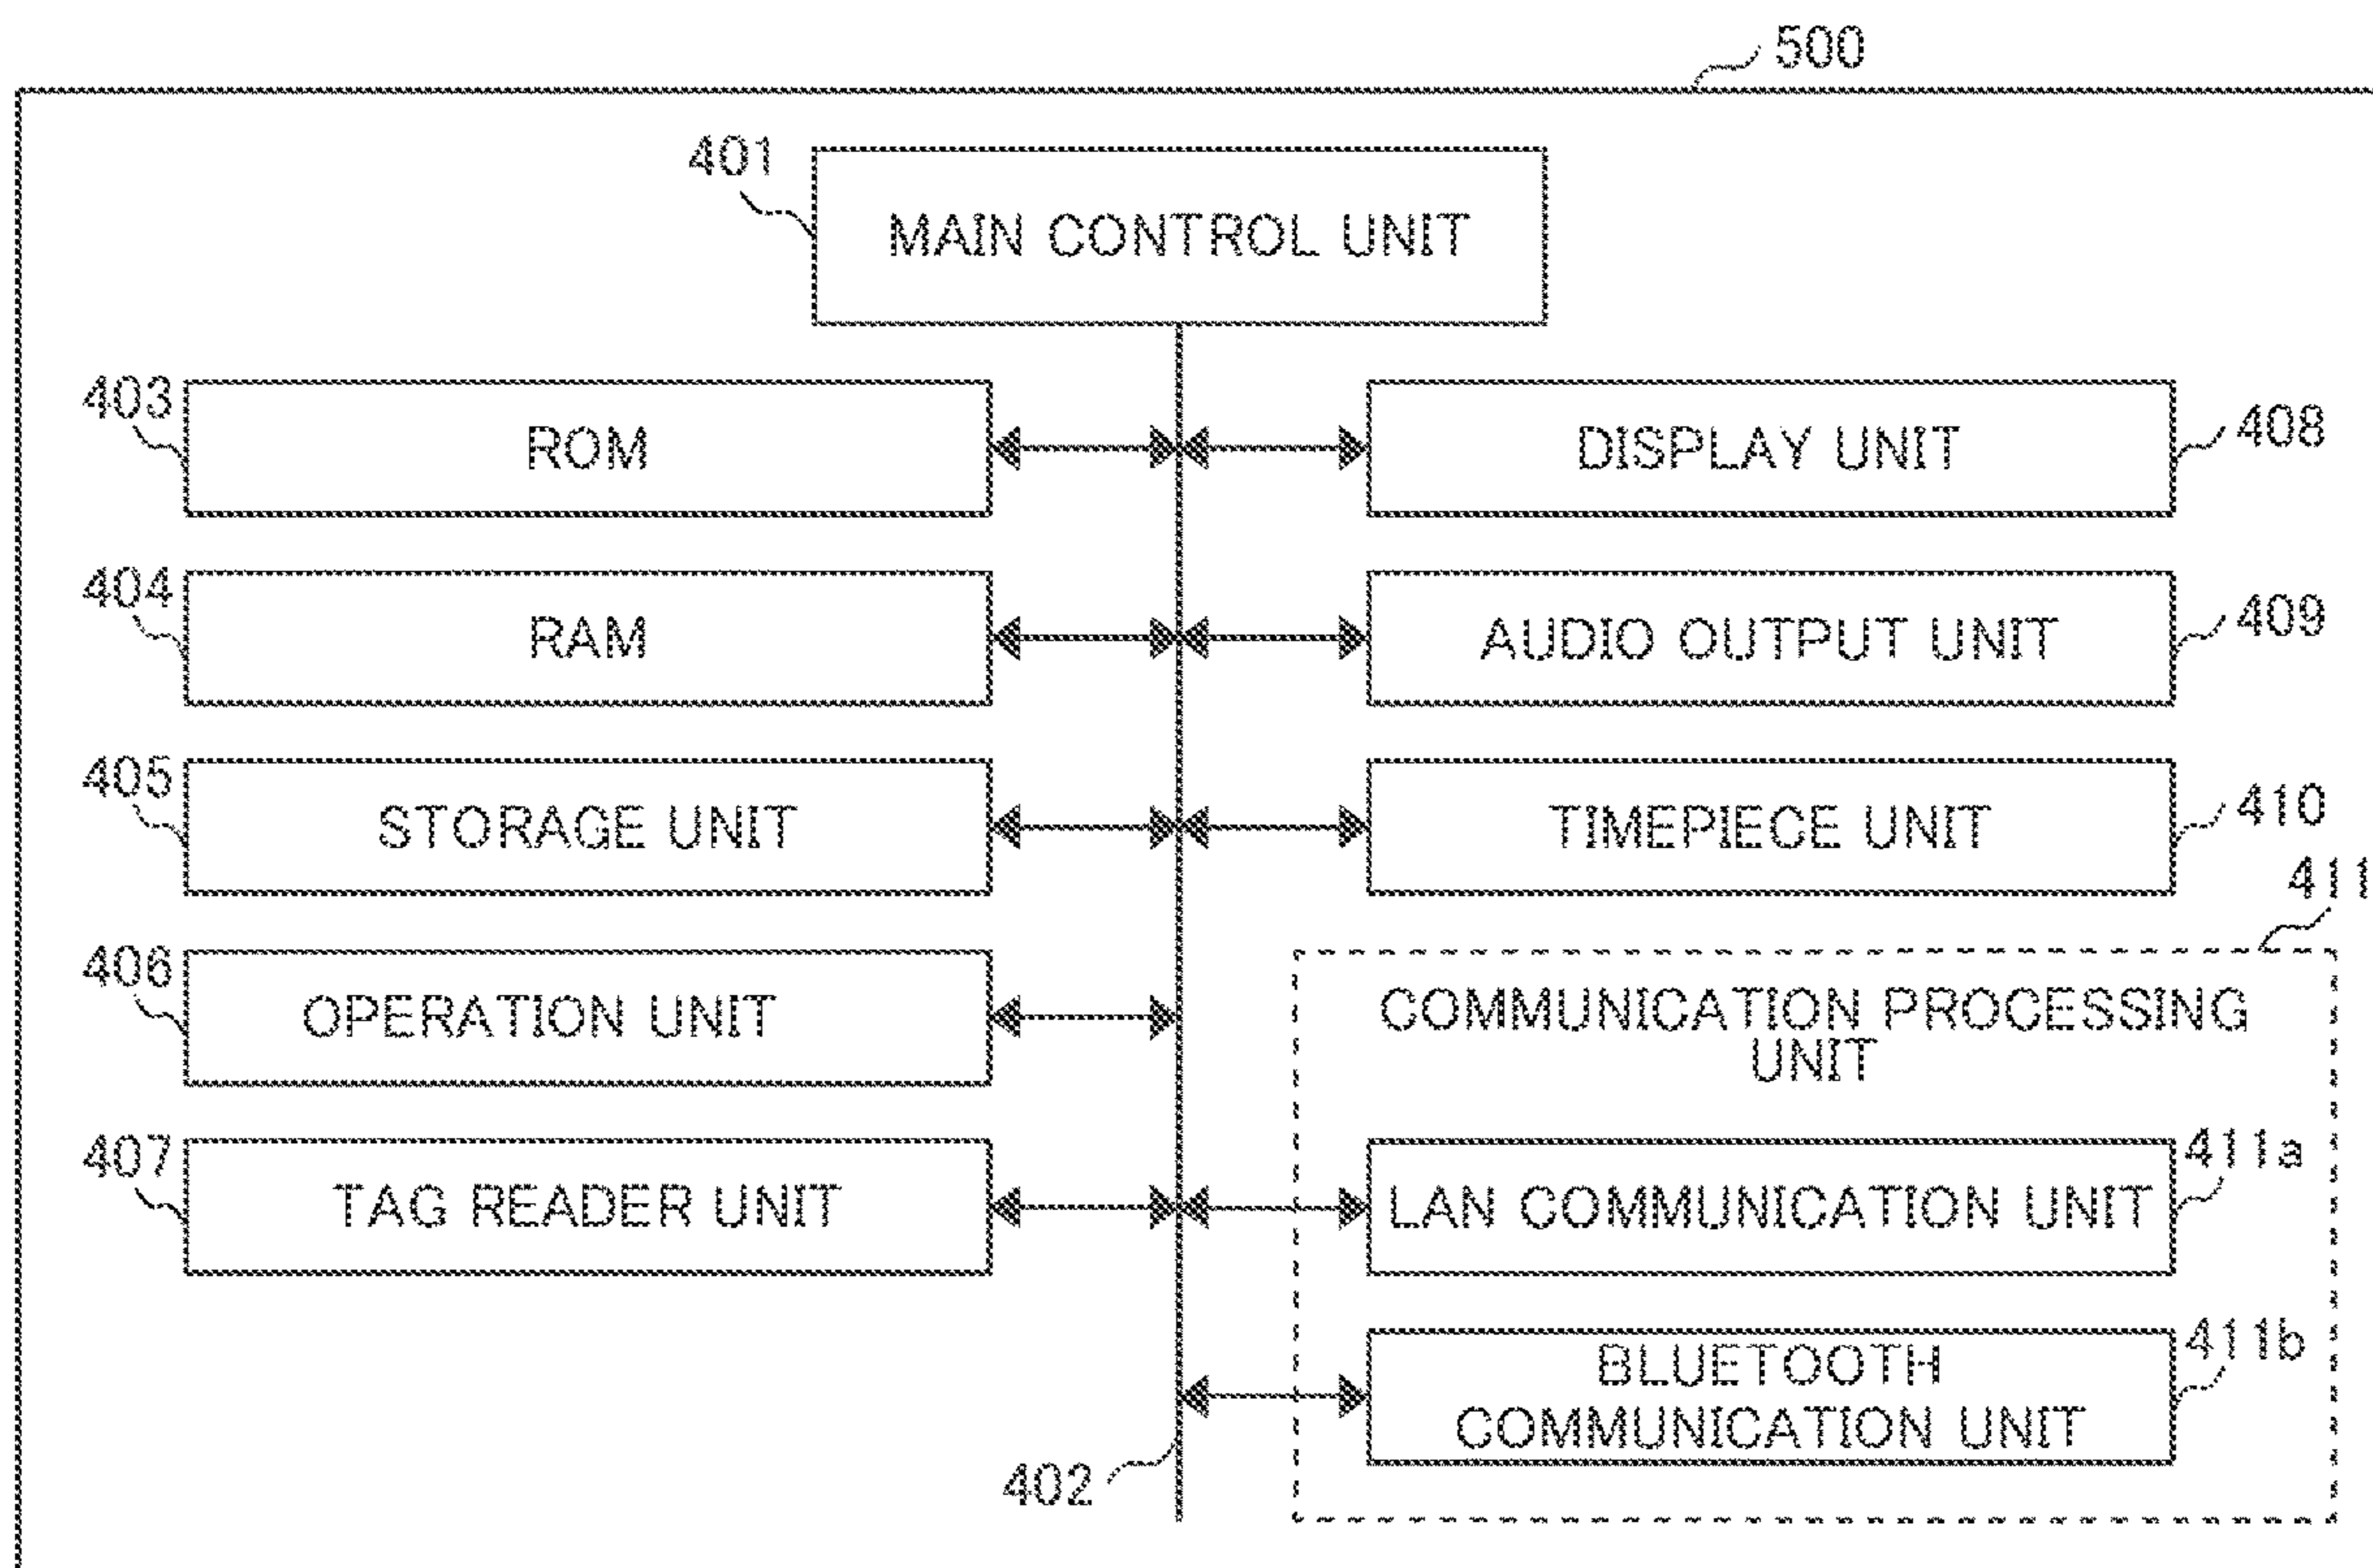 500
401
MAIN CONTROL UNIT
403
ROM
DISPLAY UNIT
408
404
RAM
AUDIO OUTPUT UNIT
409
405
STORAGE UNIT
TIMEPIECE UNIT
410
411
406
OPERATION UNIT
COMMUNICATION PROCESSING
UNIT
407
TAG READER UNIT
LAN COMMUNICATION UNIT
411a
BLUETOOTH
COMMUNICATION UNIT
411b
402